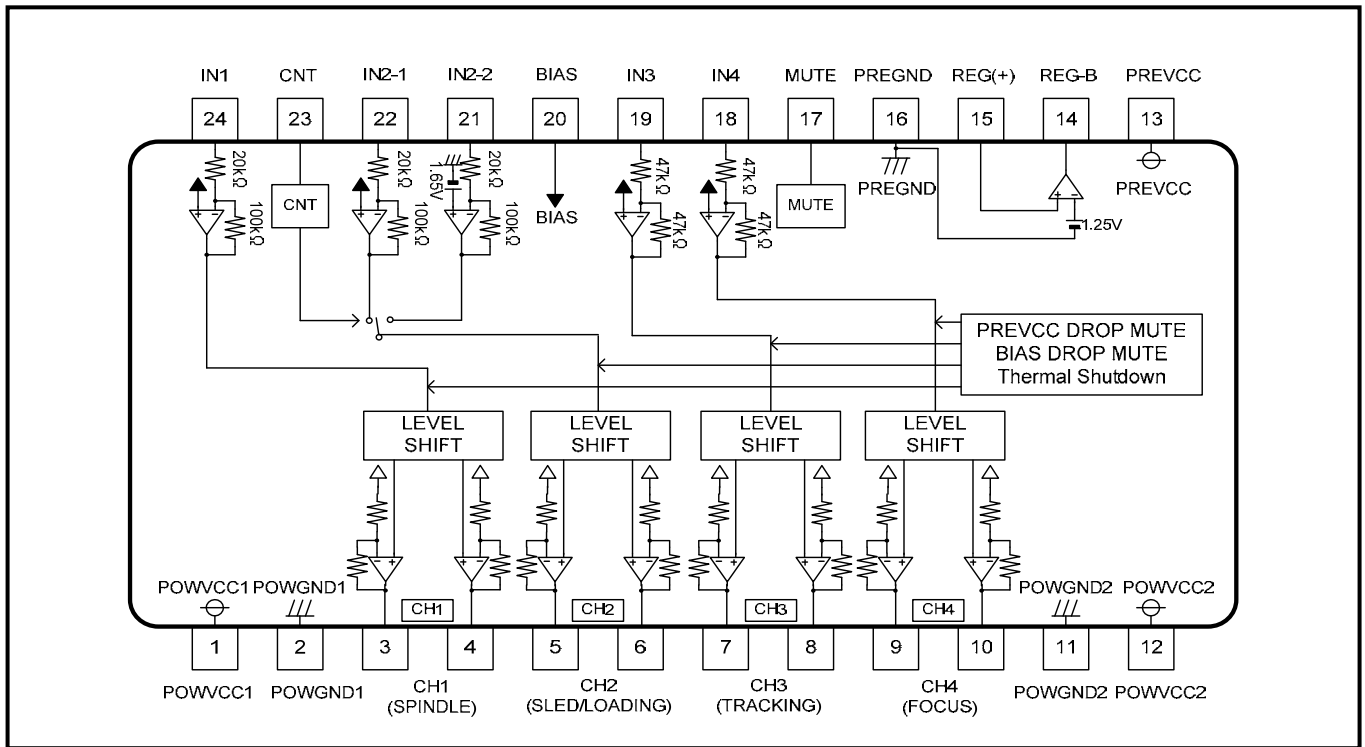 IN1 CNT IN2-1 IN2-2 BIAS IN3 IN4 MUTE PREGND REG(+) REG-B PREVCC
24 23 22 21 20 19 18 17 16 15 14 13
20kΩ 20kΩ 1.65V 20kΩ 47kΩ 47kΩ
PREGND PREVCC
CNT BIAS MUTE
100kΩ 100kΩ 100kΩ 47kΩ 47kΩ 1.25V
PREVCC DROP MUTE
BIAS DROP MUTE
Thermal Shutdown
LEVEL SHIFT LEVEL SHIFT LEVEL SHIFT LEVEL SHIFT
+ - - + + - - + + - - + + - - +
POWVCC1 POWGND1 CH1 CH2 CH3 CH4 POWGND2 POWVCC2
1 2 3 4 5 6 7 8 9 10 11 12
POWVCC1 POWGND1 CH1 CH2 CH3 CH4 POWGND2 POWVCC2
(SPINDLE) (SLED/LOADING) (TRACKING) (FOCUS)